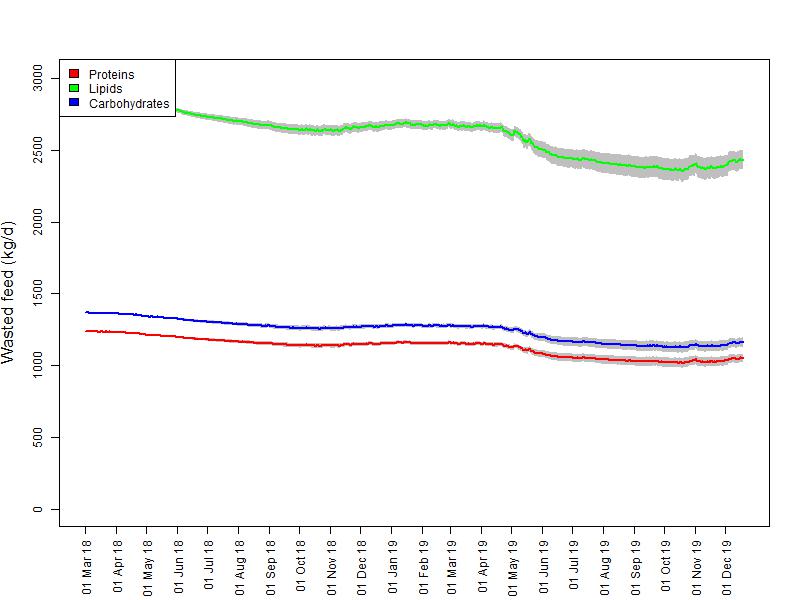 Proteins
Lipids
Carbohydrates
Wasted feed (kg/d)
3000
2500
2000
1500
1000
500
0
01 Mar 18
01 Apr 18
01 May 18
01 Jun 18
01 Jul 18
01 Aug 18
01 Sep 18
01 Oct 18
01 Nov 18
01 Dec 18
01 Jan 19
01 Feb 19
01 Mar 19
01 Apr 19
01 May 19
01 Jun 19
01 Jul 19
01 Aug 19
01 Sep 19
01 Oct 19
01 Nov 19
01 Dec 19